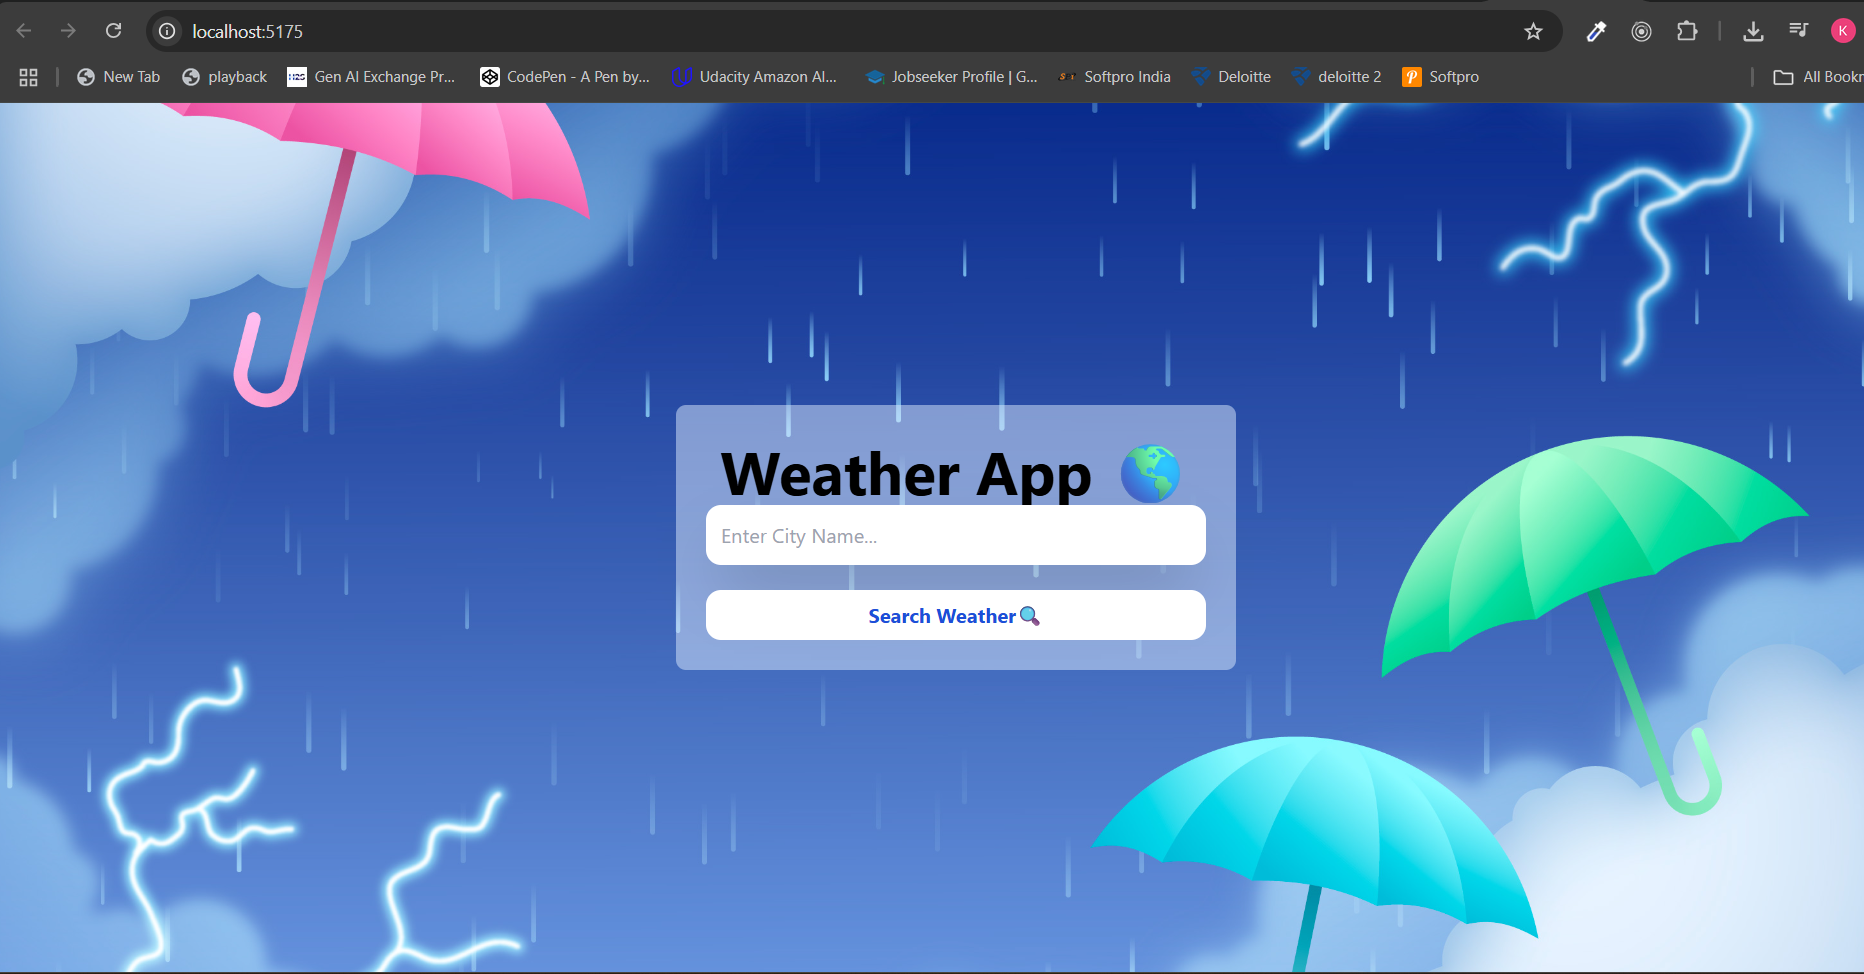 localhost:5175
K
New Tab
playback
Gen AI Exchange Pr...
CodePen - A Pen by...
Udacity Amazon AI...
Jobseeker Profile | G...
Softpro India
Deloitte
deloitte 2
Softpro
All Bookm
Weather App 🌎
Enter City Name...
Search Weather🔍